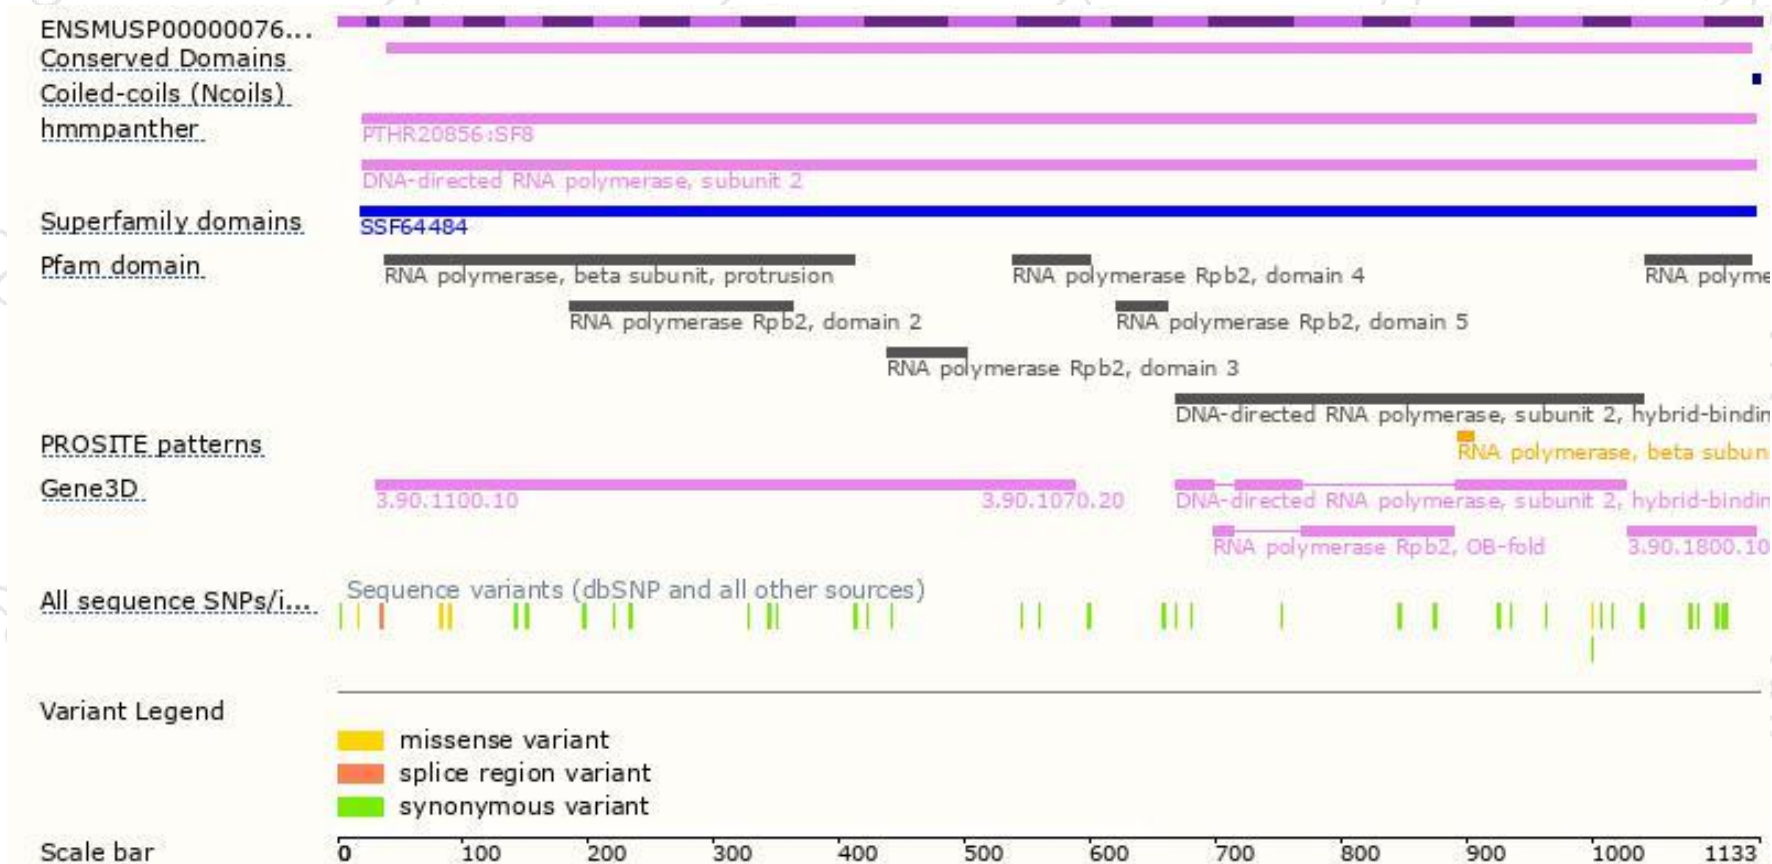 ENSMUSP00000076...
Conserved Domains
Coiled-coils (Ncoils)
hmmpanther
PTHR20856:SF8
DNA-directed RNA polymerase, subunit 2
Superfamily domains
SSF64484
Pfam domain
RNA polymerase, beta subunit, protrusion
RNA polymerase Rpb2, domain 4
RNA polyme
RNA polymerase Rpb2, domain 2
RNA polymerase Rpb2, domain 5
RNA polymerase Rpb2, domain 3
DNA-directed RNA polymerase, subunit 2, hybrid-bindin
PROSITE patterns
RNA polymerase, beta subun
Gene3D
3.90.1100.10
3.90.1070.20
DNA-directed RNA polymerase, subunit 2, hybrid-bindin
RNA polymerase Rpb2, OB-fold
3.90.1800.10
All sequence SNPs/i...
Sequence variants (dbSNP and all other sources)
Variant Legend
missense variant
splice region variant
synonymous variant
Scale bar
0 100 200 300 400 500 600 700 800 900 1000 1133